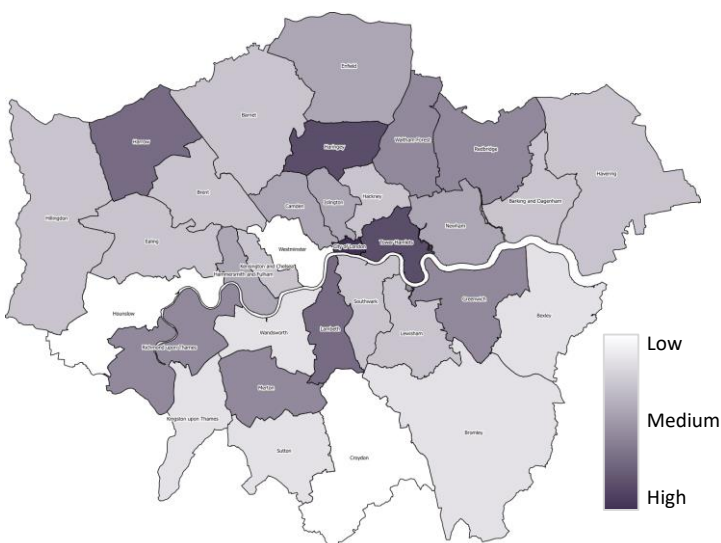 Enfield
Barnet
Harrow
Haringey
Waltham Forest
Redbridge
Havering
Hillingdon
Brent
Camden
Islington
Hackney
Barking and Dagenham
Newham
Ealing
Westminster
City of London
Tower Hamlets
Kensington and Chelsea
Hammersmith and Fulham
Hounslow
Southwark
Greenwich
Bexley
Wandsworth
Lambeth
Lewisham
Richmond upon Thames
Merton
Kingston upon Thames
Sutton
Croydon
Bromley
Low
Medium
High